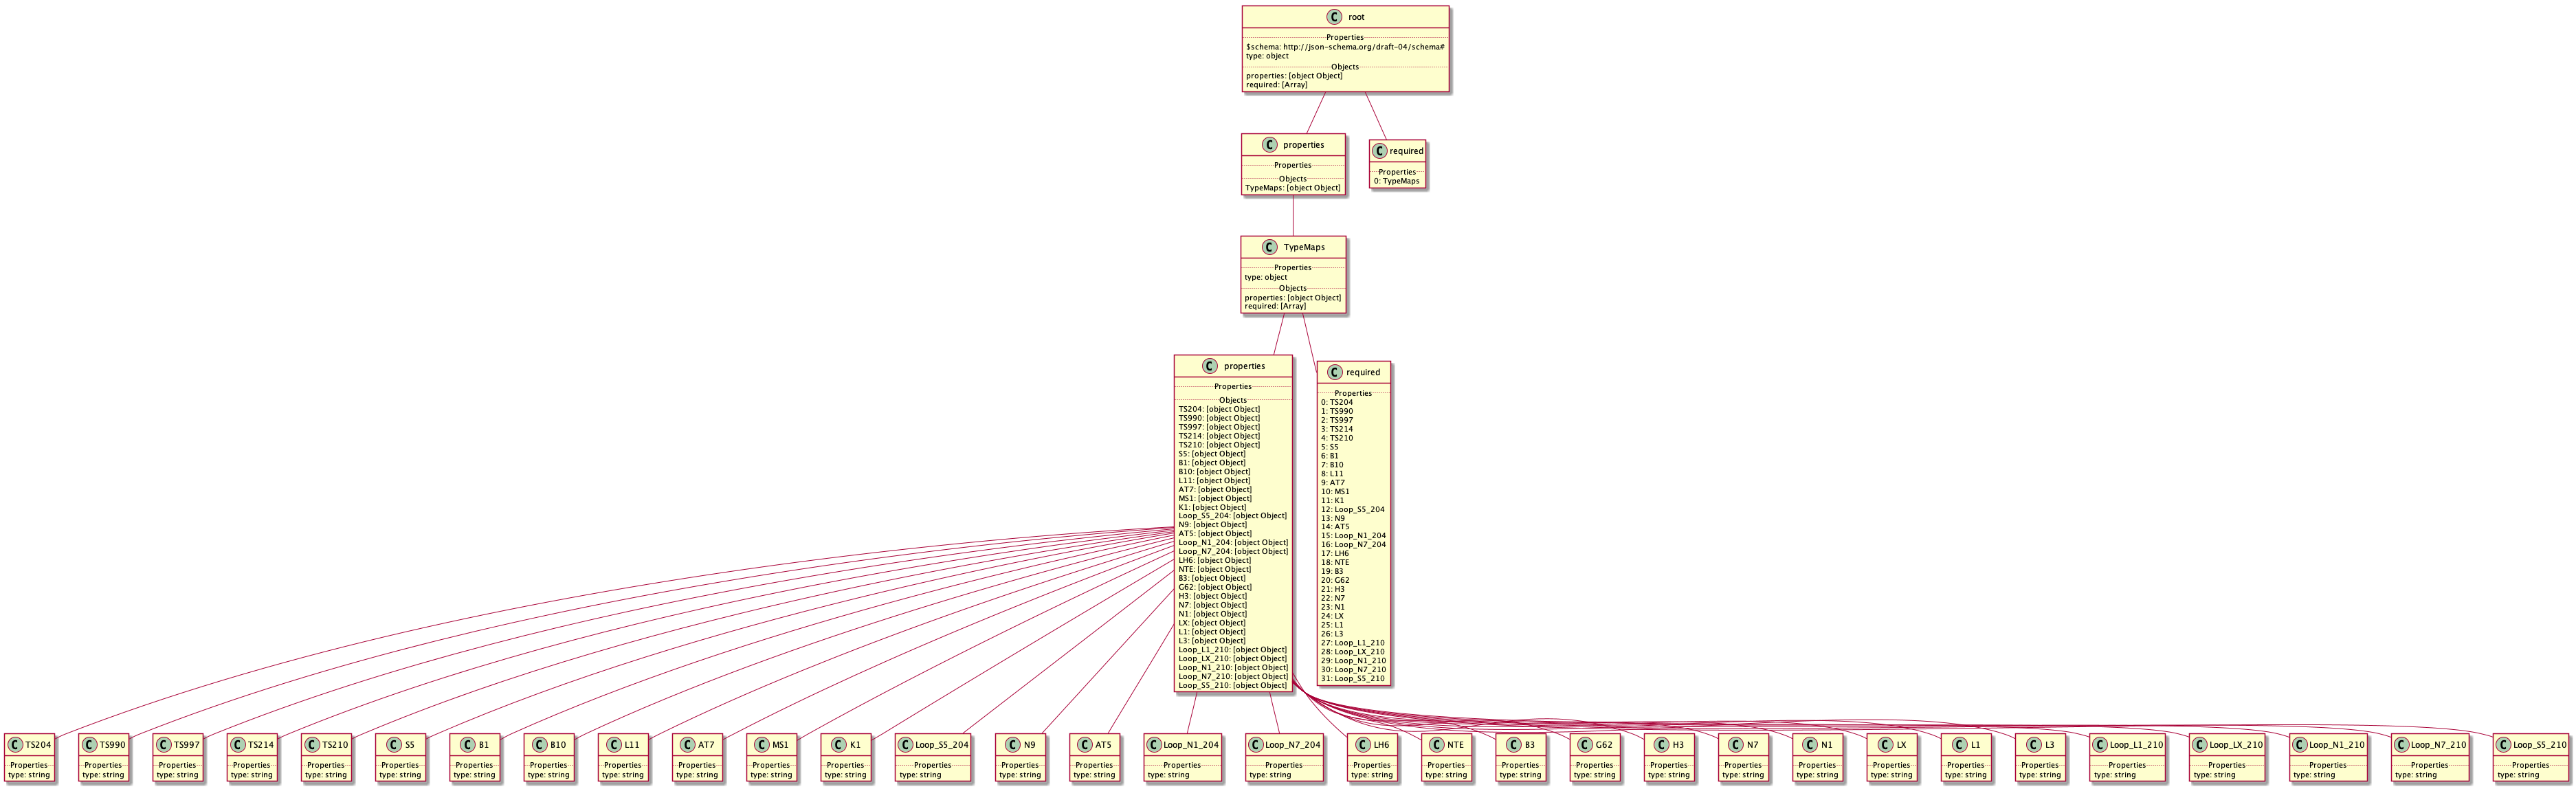 C root
Properties
$schema: http://json-schema.org/draft-04/schema#
type: object
Objects
properties: [object Object]
required: [Array]
C properties
Properties
Objects
TypeMaps: [object Object]
C required
Properties
0: TypeMaps
C TypeMaps
Properties
type: object
Objects
properties: [object Object]
required: [Array]
C properties
Properties
Objects
TS204: [object Object]
TS990: [object Object]
TS997: [object Object]
TS214: [object Object]
TS210: [object Object]
S5: [object Object]
B1: [object Object]
B10: [object Object]
L11: [object Object]
AT7: [object Object]
MS1: [object Object]
K1: [object Object]
Loop_S5_204: [object Object]
N9: [object Object]
AT5: [object Object]
Loop_N1_204: [object Object]
Loop_N7_204: [object Object]
LH6: [object Object]
NTE: [object Object]
B3: [object Object]
G62: [object Object]
H3: [object Object]
N7: [object Object]
N1: [object Object]
LX: [object Object]
L1: [object Object]
L3: [object Object]
Loop_L1_210: [object Object]
Loop_LX_210: [object Object]
Loop_N1_210: [object Object]
Loop_N7_210: [object Object]
Loop_S5_210: [object Object]
C required
Properties
0: TS204
1: TS990
2: TS997
3: TS214
4: TS210
5: S5
6: B1
7: B10
8: L11
9: AT7
10: MS1
11: K1
12: Loop_S5_204
13: N9
14: AT5
15: Loop_N1_204
16: Loop_N7_204
17: LH6
18: NTE
19: B3
20: G62
21: H3
22: N7
23: N1
24: LX
25: L1
26: L3
27: Loop_L1_210
28: Loop_LX_210
29: Loop_N1_210
30: Loop_N7_210
31: Loop_S5_210
C TS204
Properties
type: string
C TS990
Properties
type: string
C TS997
Properties
type: string
C TS214
Properties
type: string
C TS210
Properties
type: string
C S5
Properties
type: string
C B1
Properties
type: string
C B10
Properties
type: string
C L11
Properties
type: string
C AT7
Properties
type: string
C MS1
Properties
type: string
C K1
Properties
type: string
C Loop_S5_204
Properties
type: string
C N9
Properties
type: string
C AT5
Properties
type: string
C Loop_N1_204
Properties
type: string
C Loop_N7_204
Properties
type: string
C LH6
Properties
type: string
C NTE
Properties
type: string
C B3
Properties
type: string
C G62
Properties
type: string
C H3
Properties
type: string
C N7
Properties
type: string
C N1
Properties
type: string
C LX
Properties
type: string
C L1
Properties
type: string
C L3
Properties
type: string
C Loop_L1_210
Properties
type: string
C Loop_LX_210
Properties
type: string
C Loop_N1_210
Properties
type: string
C Loop_N7_210
Properties
type: string
C Loop_S5_210
Properties
type: string